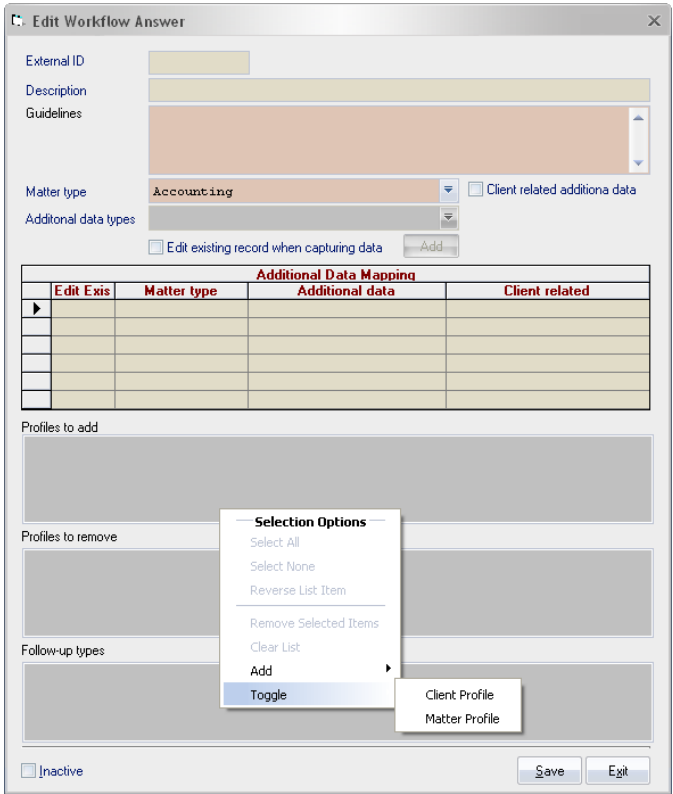 Edit Workflow Answer
External ID
Description
Guidelines
Matter type
Accounting
Client related additiona data
Additonal data types
Edit existing record when capturing data
Add
Additional Data Mapping
Edit Exis Matter type Additional data Client related
Profiles to add
Selection Options
Select All
Select None
Reverse List Item
Remove Selected Items
Clear List
Add
Toggle
Client Profile
Matter Profile
Profiles to remove
Follow-up types
Inactive
Save
Exit